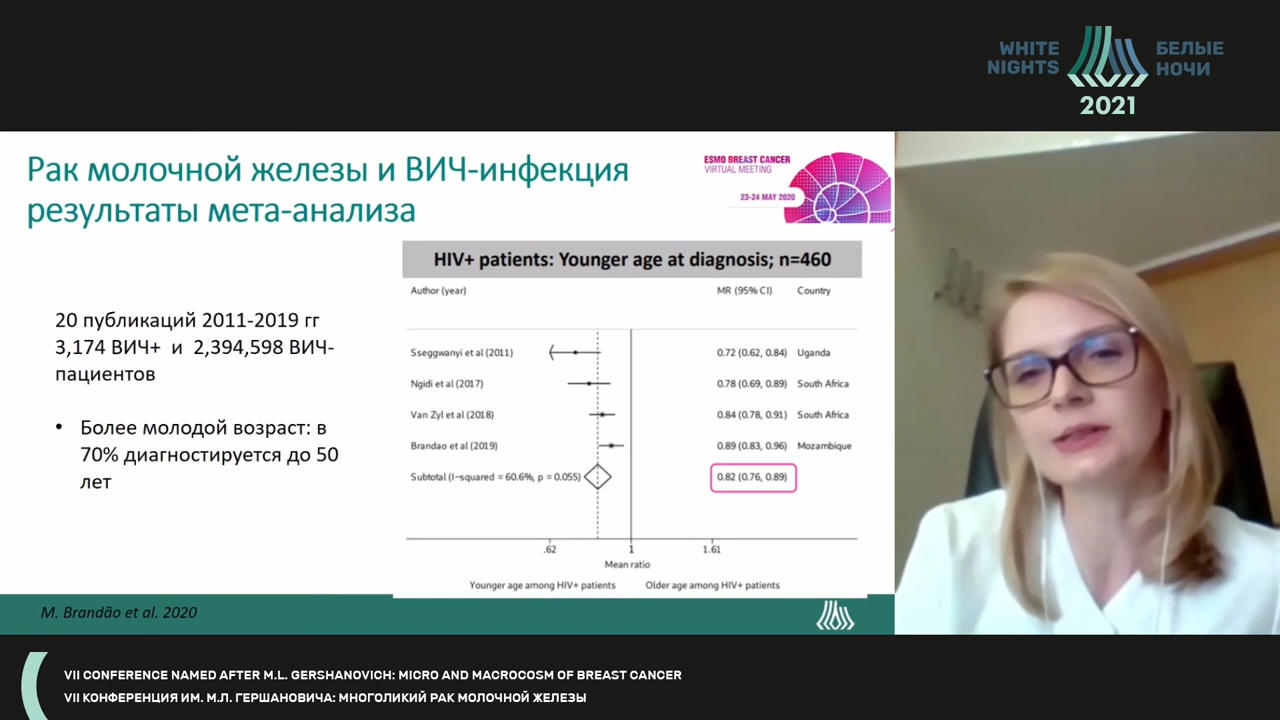 WHITE
NIGHTS
БЕЛЫЕ
НОЧИ
2021
Рак молочной железы и ВИЧ-инфекция
результаты мета-анализа
ESMO BREAST CANCER
VIRTUAL MEETING
23-24 MAY 2020
20 публикаций 2011-2019 гг
3,174 ВИЧ+ и 2,394,598 ВИЧ-
пациентов
• Более молодой возраст: в
70% диагностируется до 50
лет
HIV+ patients: Younger age at diagnosis; n=460
Author (year) MR (95% CI) Country
Sseggwanyi et al (2011) 0.72 (0.62, 0.84) Uganda
Ngidi et al (2017) 0.78 (0.69, 0.89) South Africa
Van Zyl et al (2018) 0.84 (0.78, 0.91) South Africa
Brandao et al (2019) 0.89 (0.83, 0.96) Mozambique
Subtotal (I-squared = 60.6%, p = 0.055) 0.82 (0.76, 0.89)
.62 1 1.61
Mean ratio
Younger age among HIV+ patients Older age among HIV+ patients
M. Brandão et al. 2020
VII CONFERENCE NAMED AFTER M.L. GERSHANOVICH: MICRO AND MACROCOSM OF BREAST CANCER
VII КОНФЕРЕНЦИЯ ИМ. М.Л. ГЕРШАНОВИЧА: МНОГОЛИКИЙ РАК МОЛОЧНОЙ ЖЕЛЕЗЫ